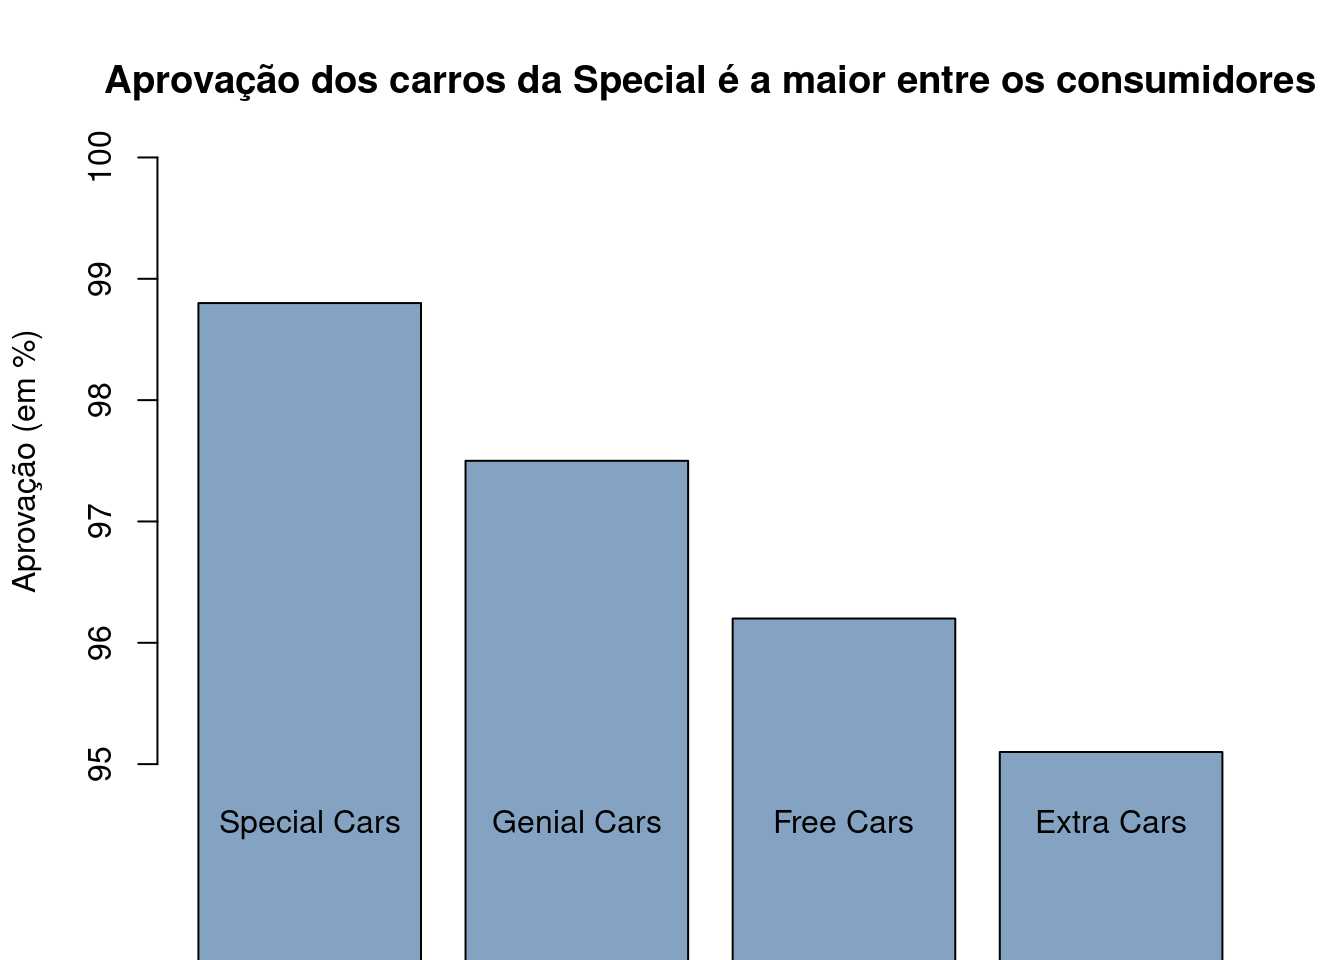 Aprovação dos carros da Special é a maior entre os consumidores
Aprovação (em %)
100
99
98
97
96
95
Special Cars
Genial Cars
Free Cars
Extra Cars